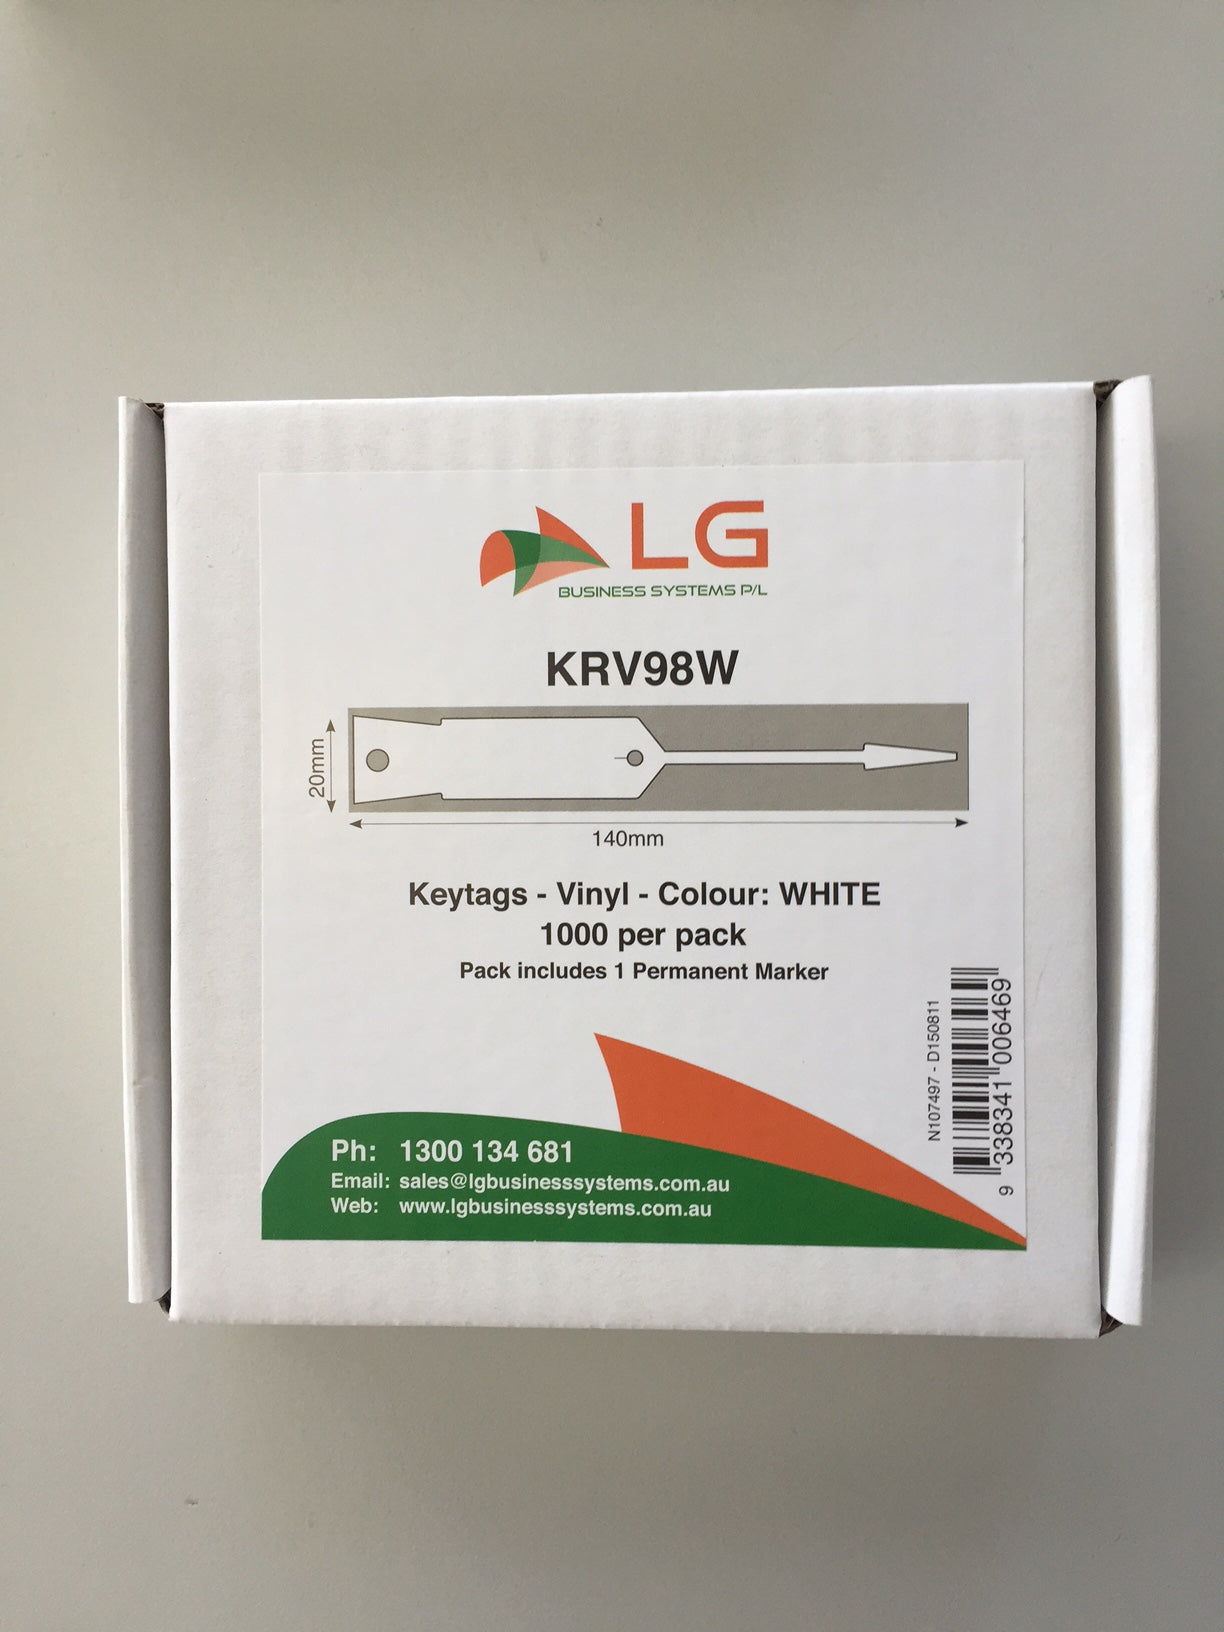 LG
BUSINESS SYSTEMS P/L
KRV98W
20mm
140mm
Keytags - Vinyl - Colour: WHITE
1000 per pack
Pack includes 1 Permanent Marker
N107497 - D150811
9 338341 006469
Ph: 1300 134 681
Email: sales@lgbusinesssystems.com.au
Web: www.lgbusinesssystems.com.au